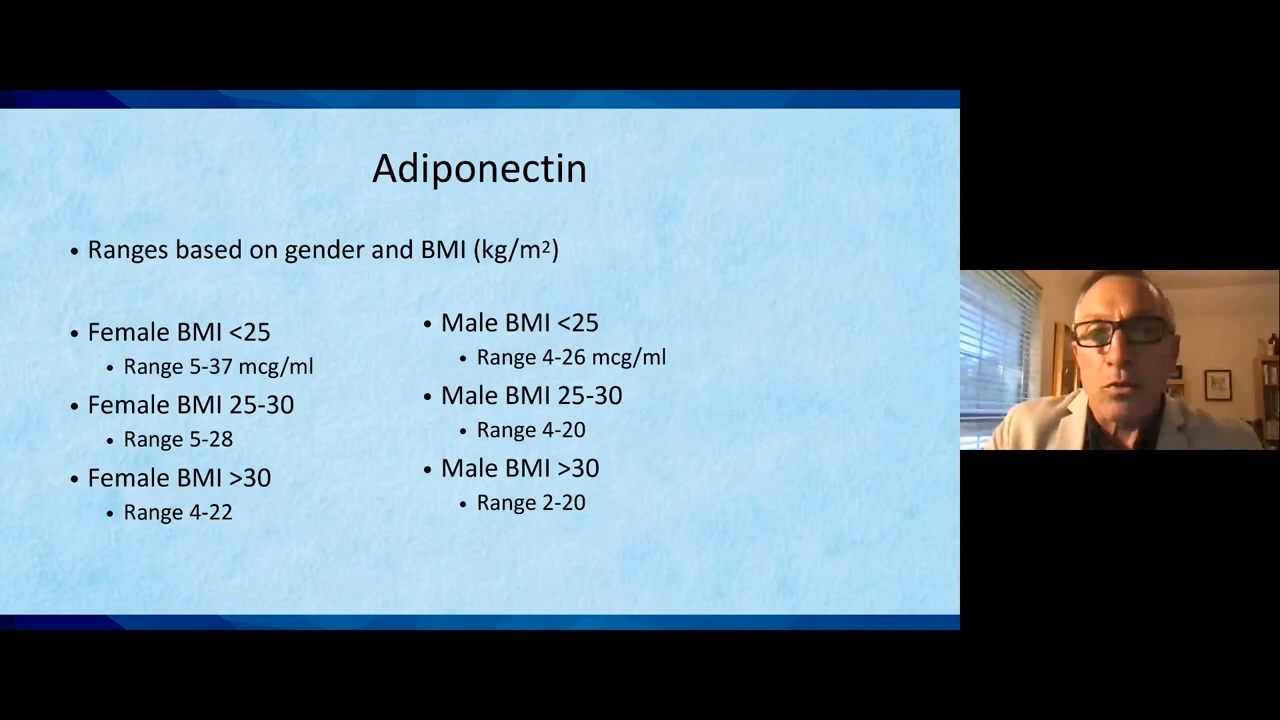 Adiponectin
• Ranges based on gender and BMI (kg/m²)
• Female BMI <25
• Range 5-37 mcg/ml
• Female BMI 25-30
• Range 5-28
• Female BMI >30
• Range 4-22
• Male BMI <25
• Range 4-26 mcg/ml
• Male BMI 25-30
• Range 4-20
• Male BMI >30
• Range 2-20